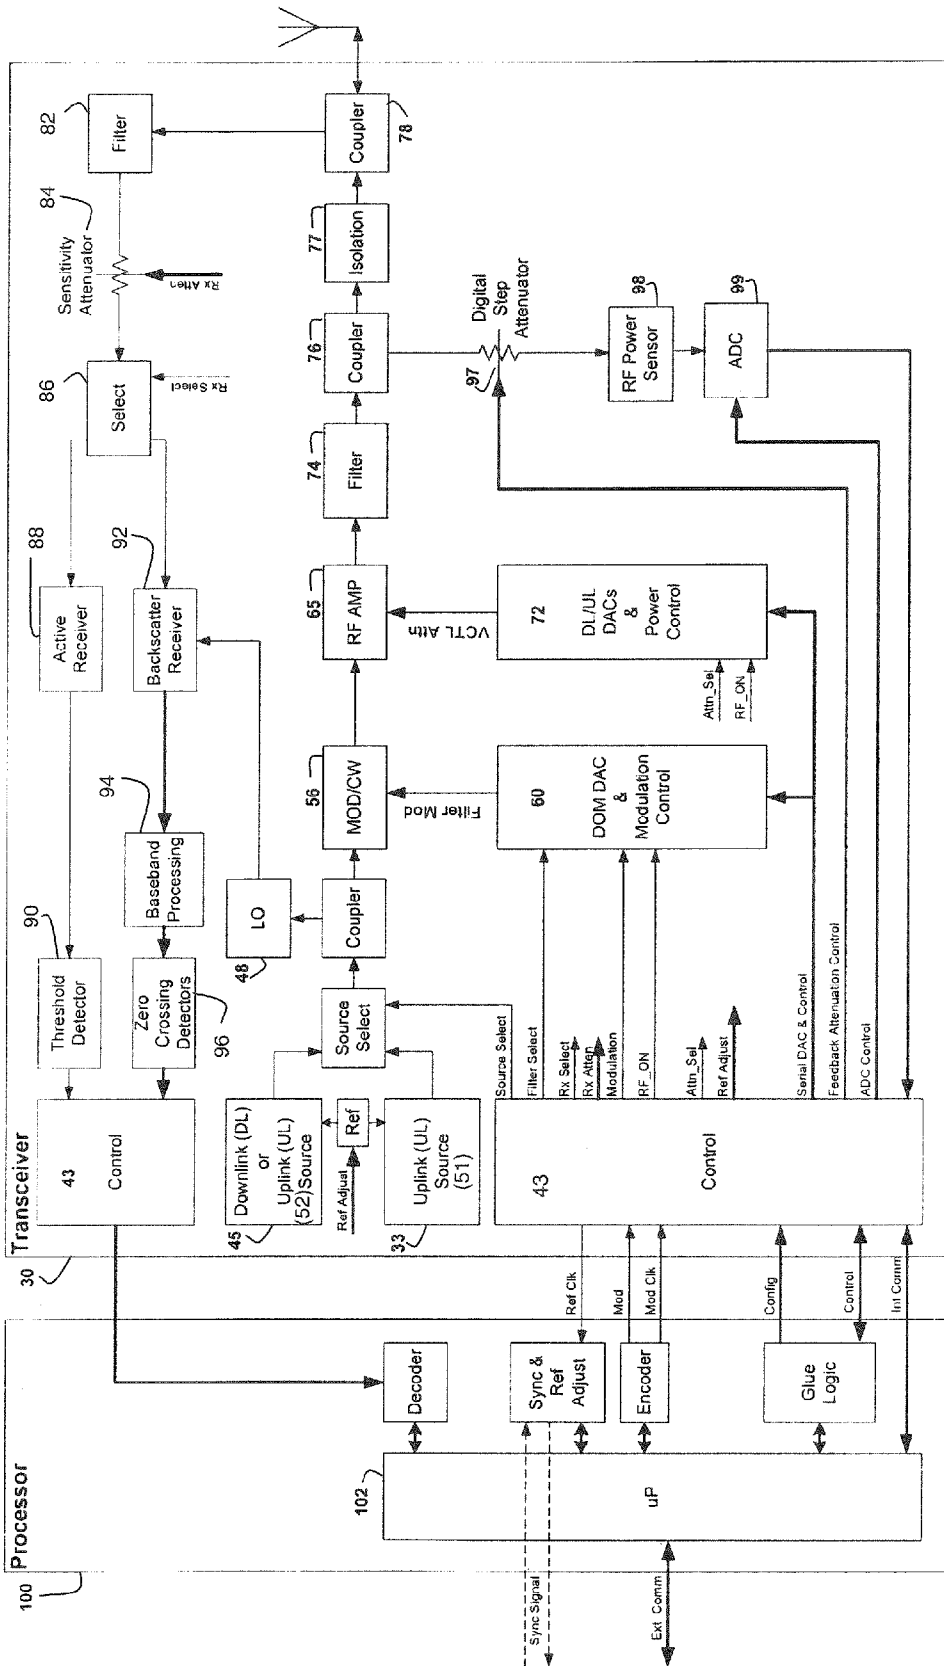 Processor
100
102
uP
Decoder
Sync &
Ref
Adjust
Encoder
Glue
Logic
Sync Signal
Ext Comm
Ref Clk
Mod
Mod Clk
Config
Control
Int Comm
Transceiver
30
43
Control
Downlink (DL)
or
Uplink (UL)
(52)Source
45
Ref
Ref Adjust
Uplink (UL)
Source
(51)
33
43
Control
Source Select
Filter Select
Rx Select
Rx Atten
Modulation
RF_ON
Attn_Sel
Ref Adjust
Serial DAC & Control
Feedback Attenuation Control
ADC Control
90
Threshold
Detector
Zero
Crossing
Detectors
96
94
Baseband
Processing
Source
Select
LO
48
Coupler
56
MOD/CW
Filter Mod
60
DOM DAC
&
Modulation
Control
88
Active
Receiver
92
Backscatter
Receiver
65
RF AMP
VCTL Attn
72
DL/UL
DACs
&
Power
Control
Attn_Sel
RF_ON
86
Select
Rx Select
74
Filter
Sensitivity
Attenuator
84
Rx Atten
76
Coupler
97
Digital
Step
Attenuator
RF Power
Sensor
98
ADC
99
77
Isolation
82
Filter
Coupler
78